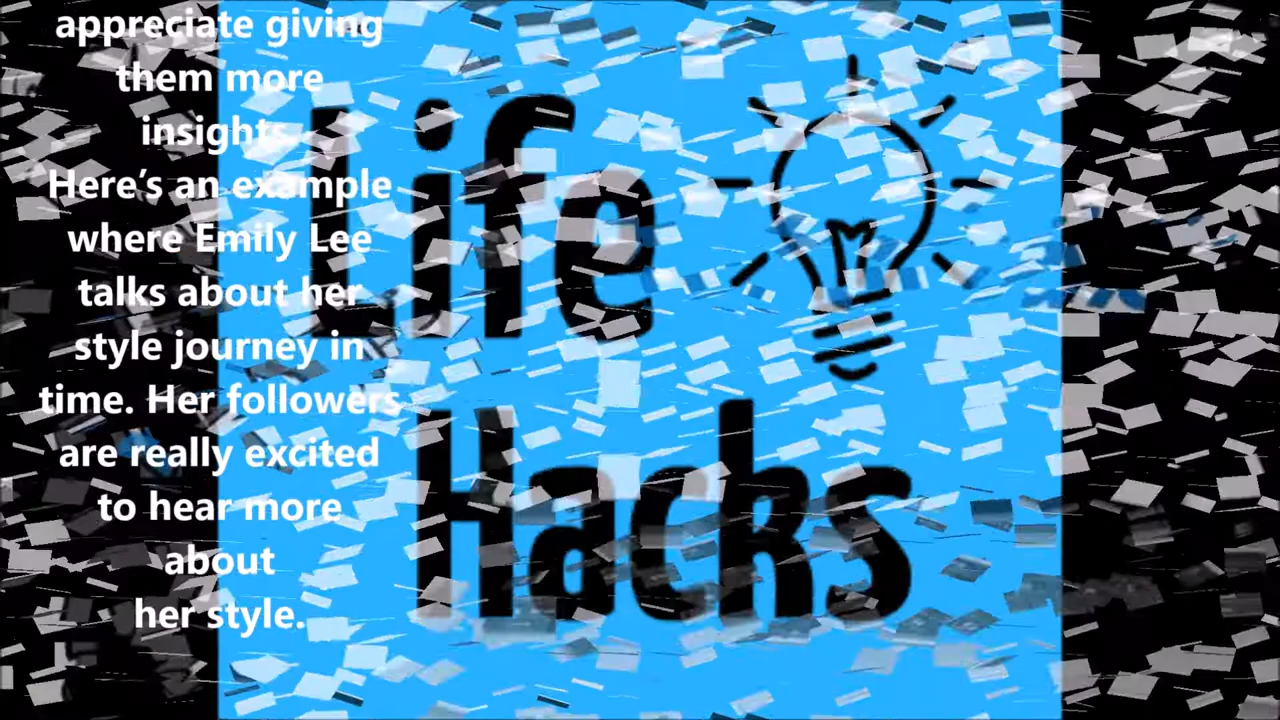 appreciate giving
them more
insights.
Here’s an example
where Emily Lee
talks about her
style journey in
time. Her followers
are really excited
to hear more
about
her style.
Life
Hacks